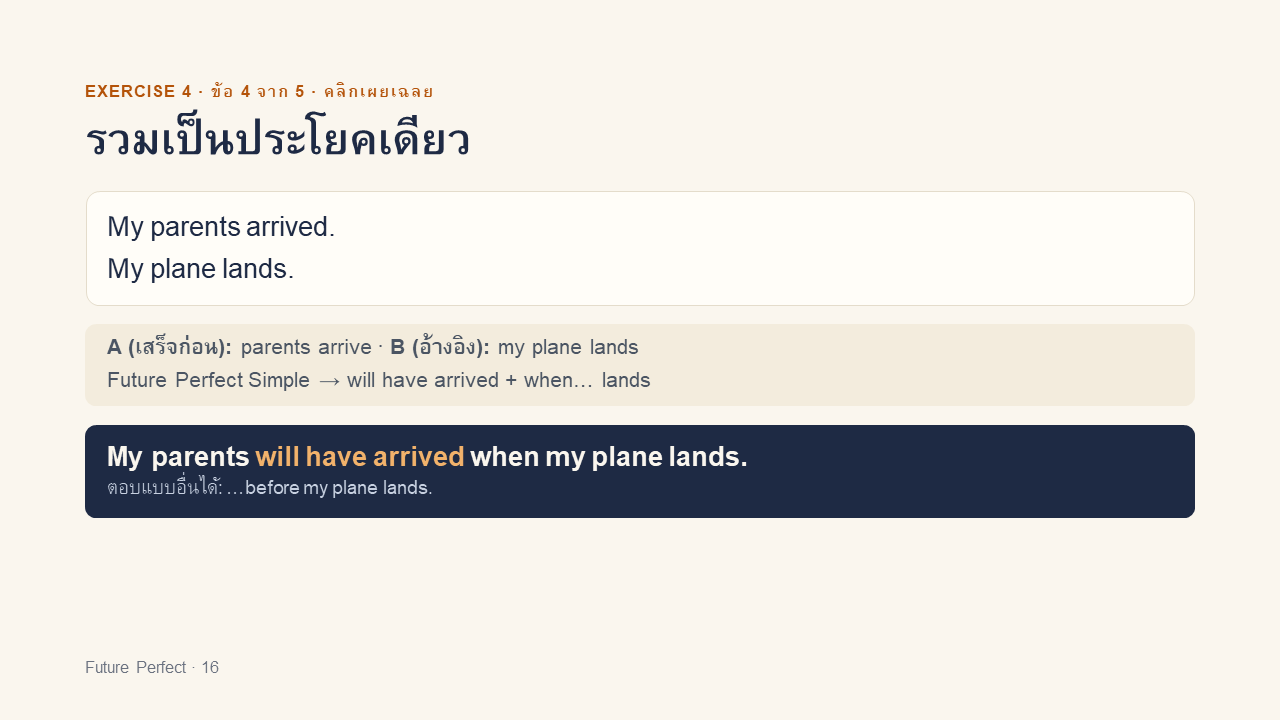 EXERCISE 4 · ข้อ 4 จาก 5 · คลิกเผยเฉลย
รวมเป็นประโยคเดียว
My parents arrived.
My plane lands.
A (เสร็จก่อน): parents arrive · B (อ้างอิง): my plane lands
Future Perfect Simple → will have arrived + when… lands
My parents will have arrived when my plane lands.
ตอบแบบอื่นได้: …before my plane lands.
Future Perfect · 16